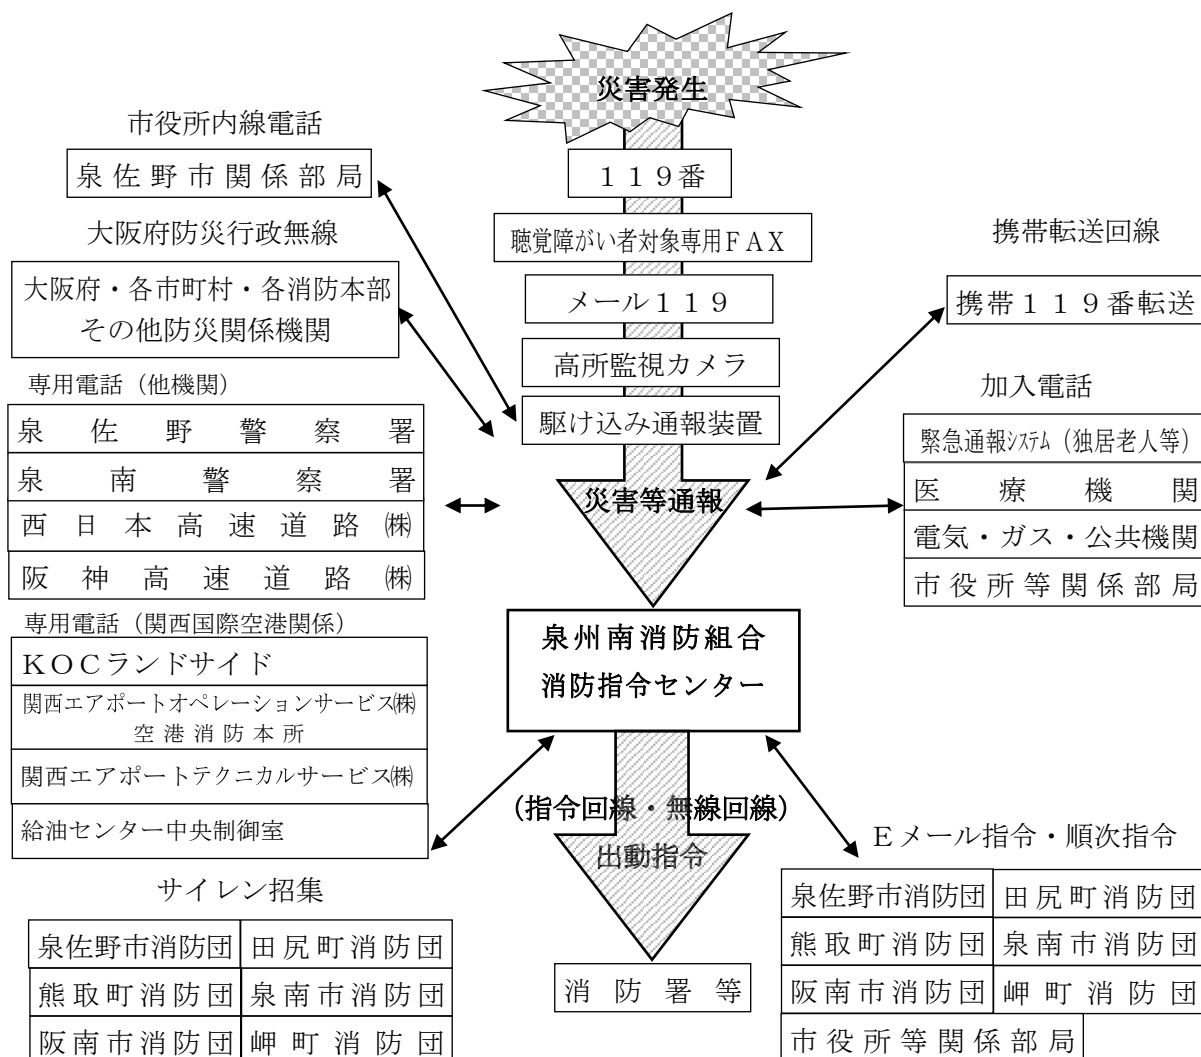 災害発生
市役所内線電話
泉佐野市関係部局
大阪府防災行政無線
大阪府・各市町村・各消防本部
その他防災関係機関
専用電話（他機関）
泉佐野警察署
泉南警察署
西日本高速道路㈱
阪神高速道路㈱
専用電話（関西国際空港関係）
ＫＯＣランドサイド
関西エアポートオペレーションサービス㈱
空港消防本所
関西エアポートテクニカルサービス㈱
給油センター中央制御室
サイレン招集
泉佐野市消防団 田尻町消防団
熊取町消防団 泉南市消防団
阪南市消防団 岬町消防団
１１９番
聴覚障がい者対象専用ＦＡＸ
メール１１９
高所監視カメラ
駆け込み通報装置
災害等通報
泉州南消防組合
消防指令センター
（指令回線・無線回線）
出動指令
消防署等
携帯転送回線
携帯１１９番転送
加入電話
緊急通報システム（独居老人等）
医療機関
電気・ガス・公共機関
市役所等関係部局
Ｅメール指令・順次指令
泉佐野市消防団 田尻町消防団
熊取町消防団 泉南市消防団
阪南市消防団 岬町消防団
市役所等関係部局